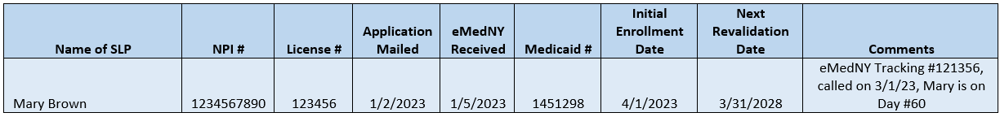 Name of SLP NPI # License # Application Mailed eMedNY Received Medicaid # Initial Enrollment Date Next Revalidation Date Comments
Mary Brown 1234567890 123456 1/2/2023 1/5/2023 1451298 4/1/2023 3/31/2028 eMedNY Tracking #121356, called on 3/1/23, Mary is on Day #60